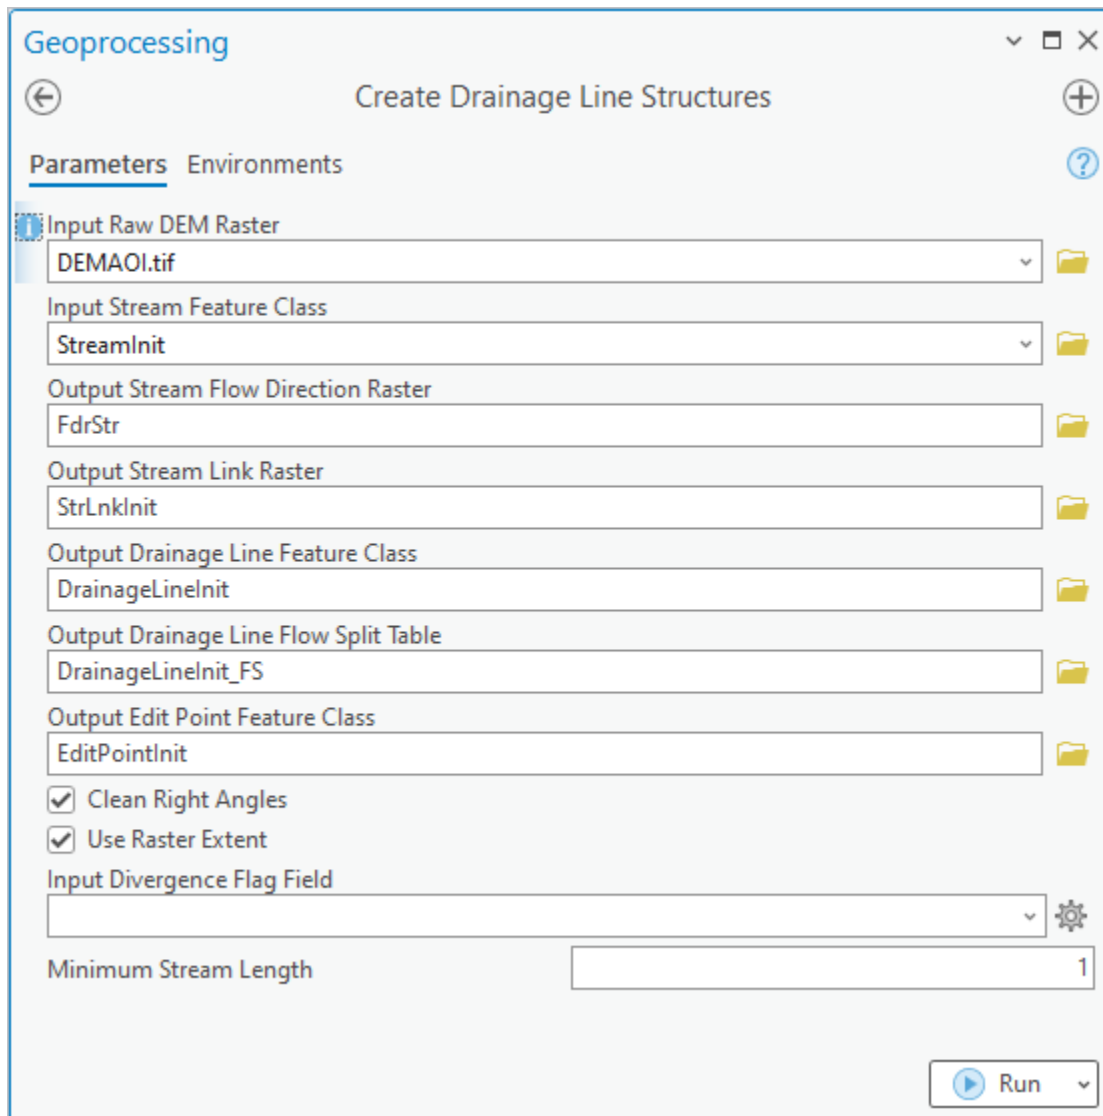 Geoprocessing
Create Drainage Line Structures
Parameters Environments
Input Raw DEM Raster
DEMAOI.tif
Input Stream Feature Class
StreamInit
Output Stream Flow Direction Raster
FdrStr
Output Stream Link Raster
StrLnkInit
Output Drainage Line Feature Class
DrainageLineInit
Output Drainage Line Flow Split Table
DrainageLineInit_FS
Output Edit Point Feature Class
EditPointInit
Clean Right Angles
Use Raster Extent
Input Divergence Flag Field
Minimum Stream Length 1
Run